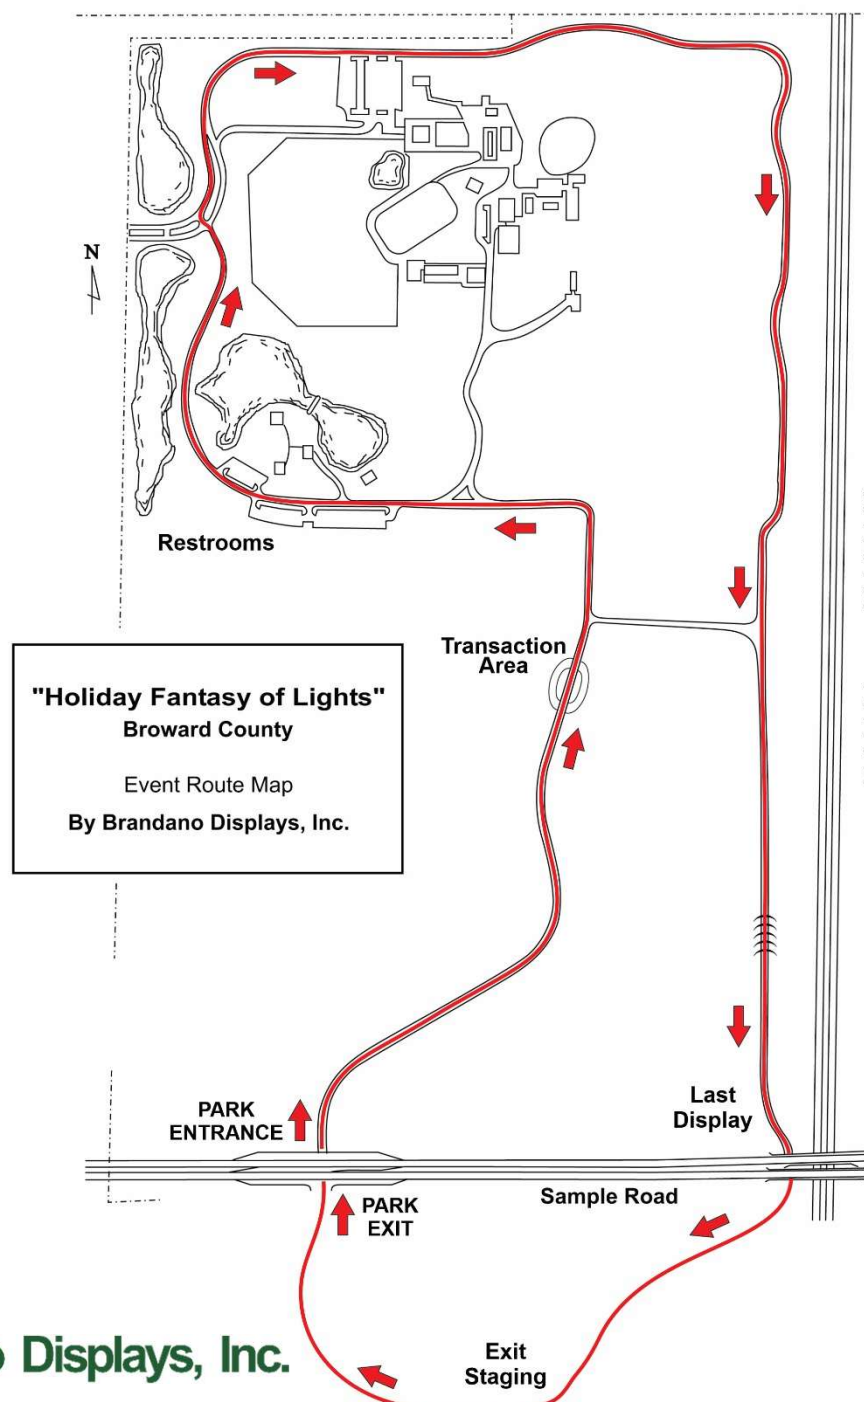 N
Restrooms
Transaction
Area
"Holiday Fantasy of Lights"
Broward County
Event Route Map
By Brandano Displays, Inc.
PARK
ENTRANCE
Last
Display
Sample Road
PARK
EXIT
Exit
Staging
Displays, Inc.